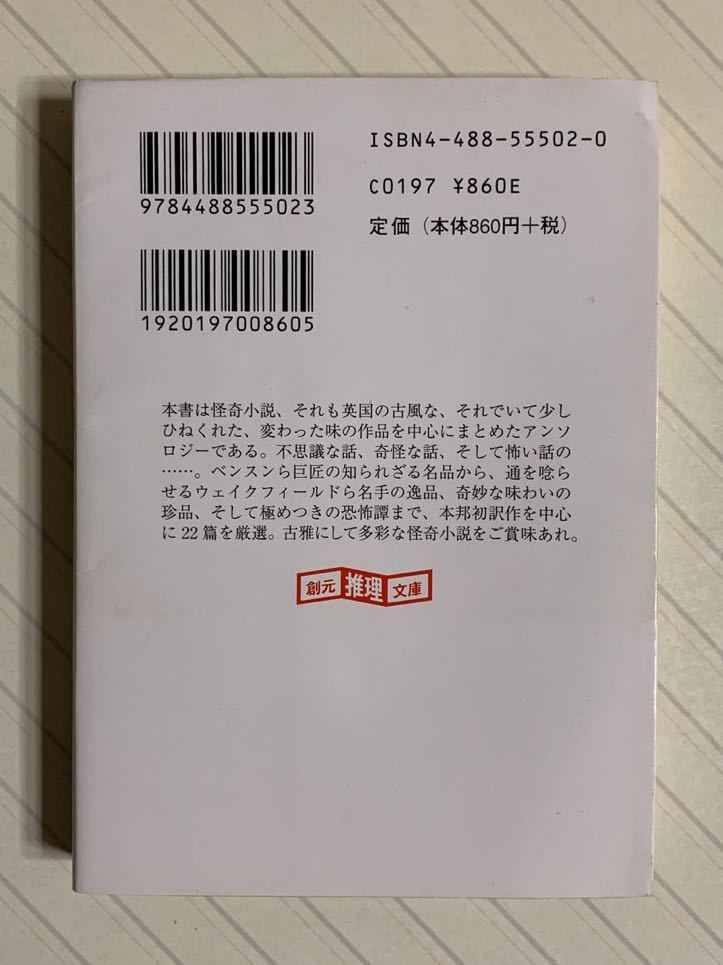 ISBN4-488-55502-0
C0197 ¥860E
定価（本体860円＋税）
9784488555023
1920197008605
本書は怪奇小説、それも英国の古風な、それでいて少し
ひねくれた、変わった味の作品を中心にまとめたアンソ
ロジーである。不思議な話、奇怪な話、そして怖い話の
……。ベンスンら巨匠の知られざる名品から、通を唸ら
せるウェイクフィールドら名手の逸品、奇妙な味わいの
珍品、そして極めつきの恐怖譚まで、本邦初訳作を中心
に22篇を厳選。古雅にして多彩な怪奇小説をご賞味あれ。
創元推理文庫